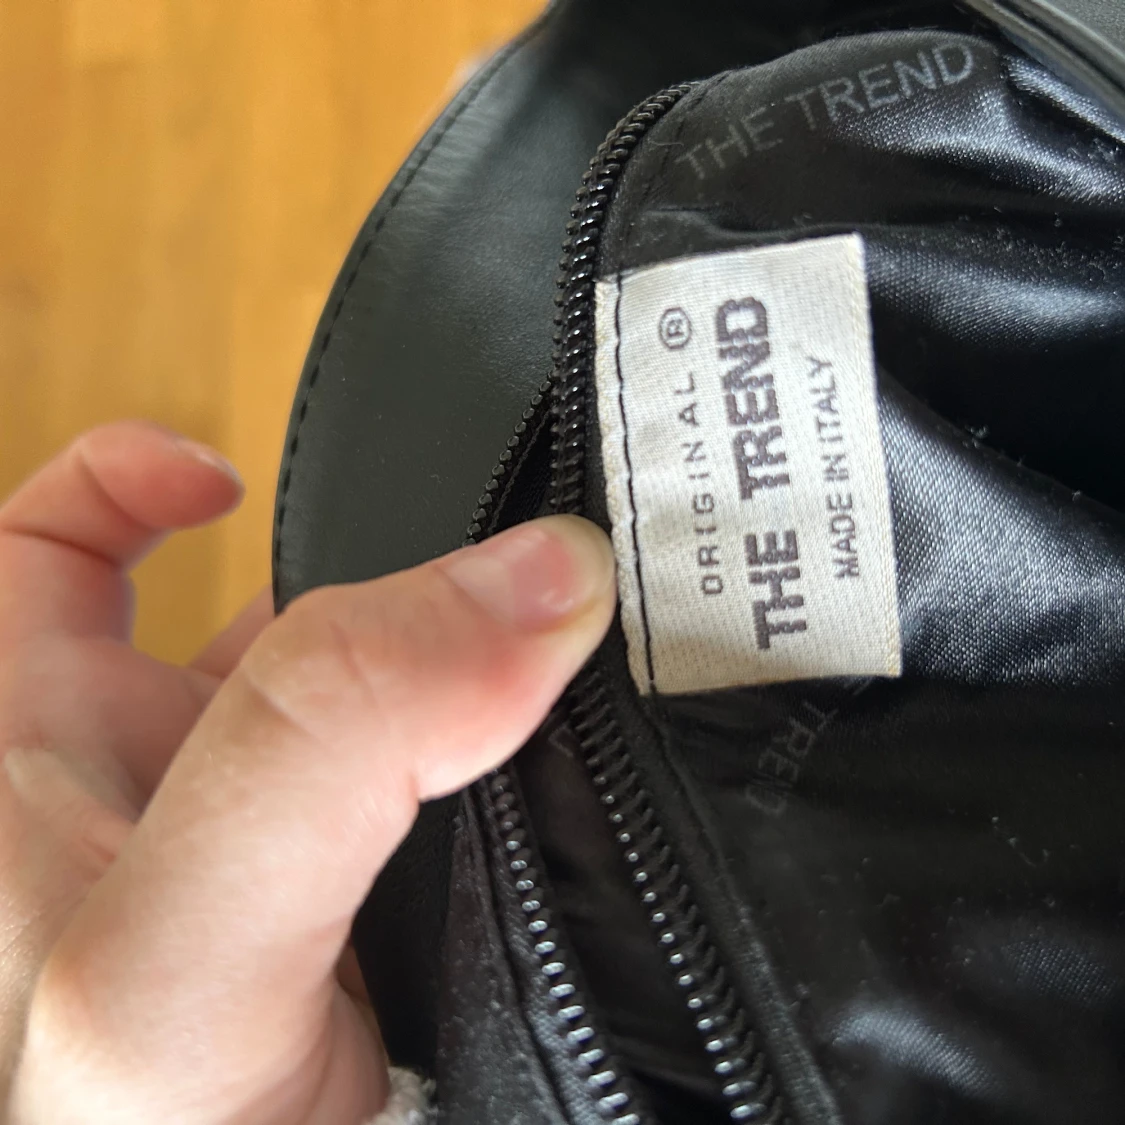 THE TREND
ORIGINAL ®
THE TREND
MADE IN ITALY
TREND